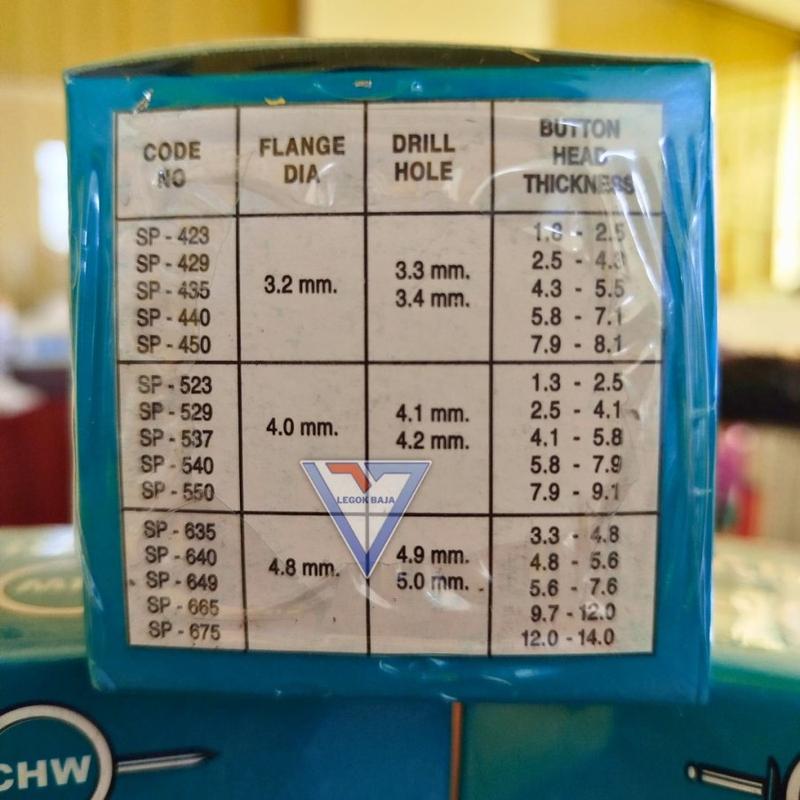 CODE NO
FLANGE DIA
DRILL HOLE
BUTTON HEAD THICKNESS
SP - 423 1.8 - 2.5
SP - 429 2.5 - 4.3
SP - 435 3.2 mm. 3.3 mm. 3.4 mm. 4.3 - 5.5
SP - 440 5.8 - 7.1
SP - 450 7.9 - 8.1
SP - 523 1.3 - 2.5
SP - 529 2.5 - 4.1
SP - 537 4.0 mm. 4.1 mm. 4.2 mm. 4.1 - 5.8
SP - 540 5.8 - 7.9
SP - 550 7.9 - 9.1
LEGOK BAJA
SP - 635 3.3 - 4.8
SP - 640 4.8 - 5.6
SP - 649 4.8 mm. 4.9 mm. 5.0 mm. 5.6 - 7.6
SP - 665 9.7 - 12.0
SP - 675 12.0 - 14.0
CHW